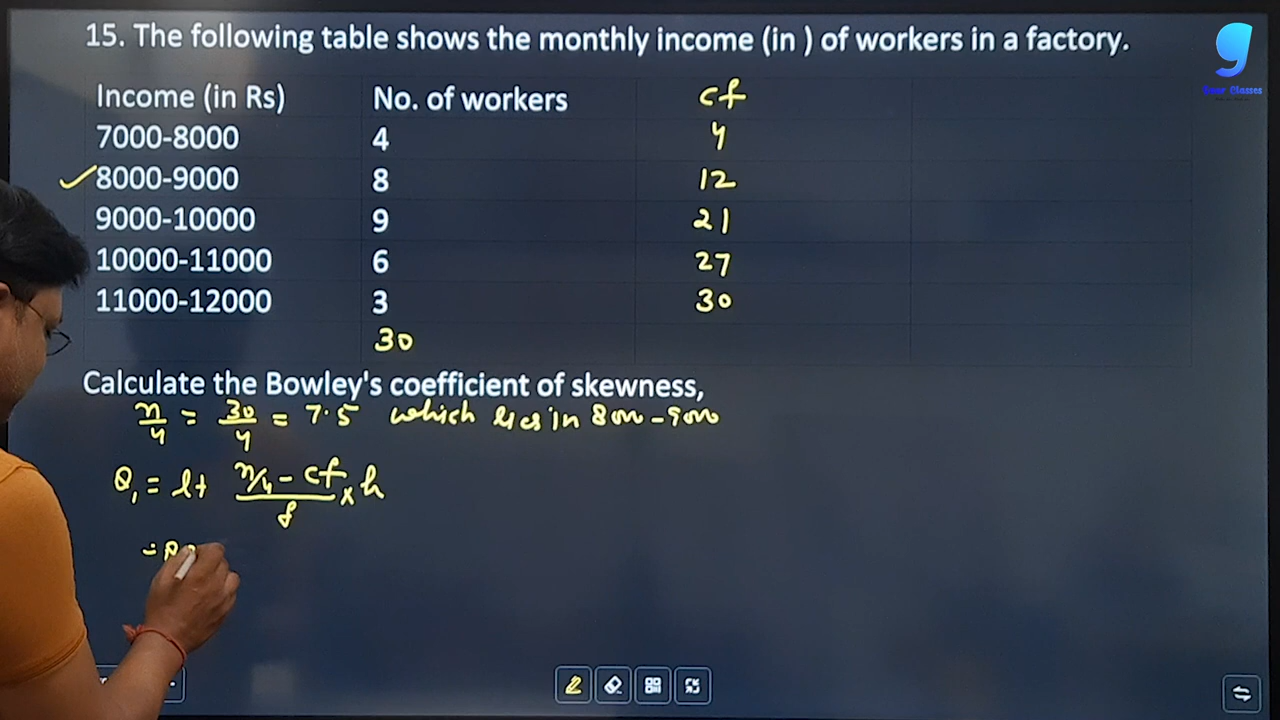 15. The following table shows the monthly income (in ) of workers in a factory.
Income (in Rs) No. of workers cf
7000-8000 4 4
8000-9000 8 12
9000-10000 9 21
10000-11000 6 27
11000-12000 3 30
30
Calculate the Bowley's coefficient of skewness,
n/4 = 30/4 = 7.5 which lies in 8000-9000
Q₁ = l + (n/4 - cf)/f × h
= 80